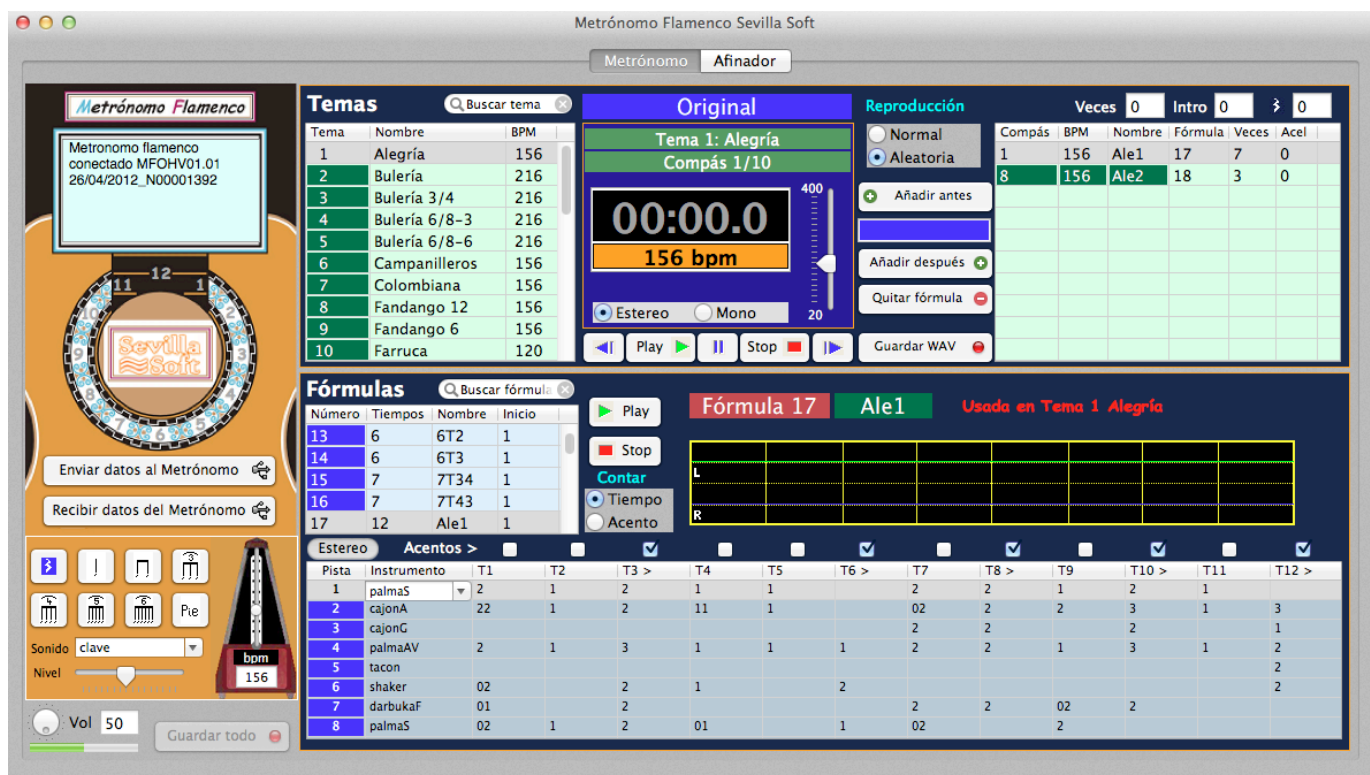 Metrónomo Flamenco Sevilla Soft
Metrónomo Afinador
Metrónomo Flamenco
Metronomo flamenco
conectado MFOHV01.01
26/04/2012_N00001392
12
11 1
10 2
9 3
8 4
7 6 5
Sevilla
Soft
Enviar datos al Metrónomo
Recibir datos del Metrónomo
3
4 5 6 Pie
Sonido clave
Nivel
bpm
156
Vol 50
Guardar todo
Temas Buscar tema
Tema Nombre BPM
1 Alegría 156
2 Bulería 216
3 Bulería 3/4 216
4 Bulería 6/8-3 216
5 Bulería 6/8-6 216
6 Campanilleros 156
7 Colombiana 156
8 Fandango 12 156
9 Fandango 6 156
10 Farruca 120
Original
Tema 1: Alegría
Compás 1/10
400
00:00.0
156 bpm
Estereo Mono 20
Play Stop
Reproducción
Normal
Aleatoria
Añadir antes
Añadir después
Quitar fórmula
Guardar WAV
Veces 0 Intro 0 0
Compás BPM Nombre Fórmula Veces Acel
1 156 Ale1 17 7 0
8 156 Ale2 18 3 0
Fórmulas Buscar fórmula
Número Tiempos Nombre Inicio
13 6 6T2 1
14 6 6T3 1
15 7 7T34 1
16 7 7T43 1
17 12 Ale1 1
Play
Stop
Contar
Tiempo
Acento
Fórmula 17 Ale1 Usada en Tema 1 Alegría
L
R
Estereo Acentos >
Pista Instrumento T1 T2 T3 > T4 T5 T6 > T7 T8 > T9 T10 > T11 T12 >
1 palmaS 2 1 2 1 1 2 2 1 2 1
2 cajonA 22 1 2 11 1 02 2 2 3 1 3
3 cajonG 2 2 2 1
4 palmaAV 2 1 3 1 1 1 2 2 1 3 1 2
5 tacon 2
6 shaker 02 2 1 2 2
7 darbukaF 01 2 2 2 02 2
8 palmaS 02 1 2 01 1 02 2